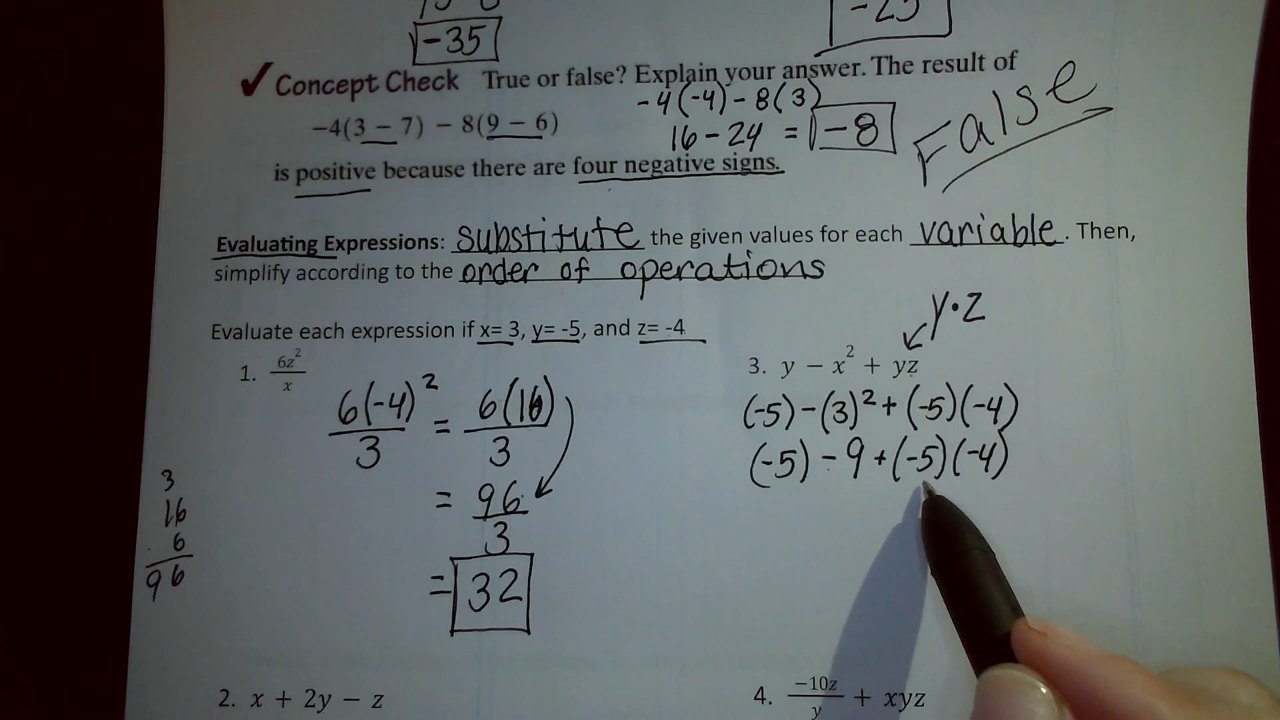 -35
✓ Concept Check True or false? Explain your answer. The result of
-4(3 – 7) – 8(9 – 6)
-4(-4) - 8(3)
16 - 24 = -8
False
is positive because there are four negative signs.
Evaluating Expressions: substitute the given values for each variable. Then,
simplify according to the order of operations
Evaluate each expression if x= 3, y= -5, and z= -4
y·z
1. 6z²/x
6(-4)²/3 = 6(16)/3
= 96/3
= 32
3
16
6
96
3. y – x² + yz
(-5) - (3)² + (-5)(-4)
(-5) - 9 + (-5)(-4)
2. x + 2y – z
4. -10z/y + xyz